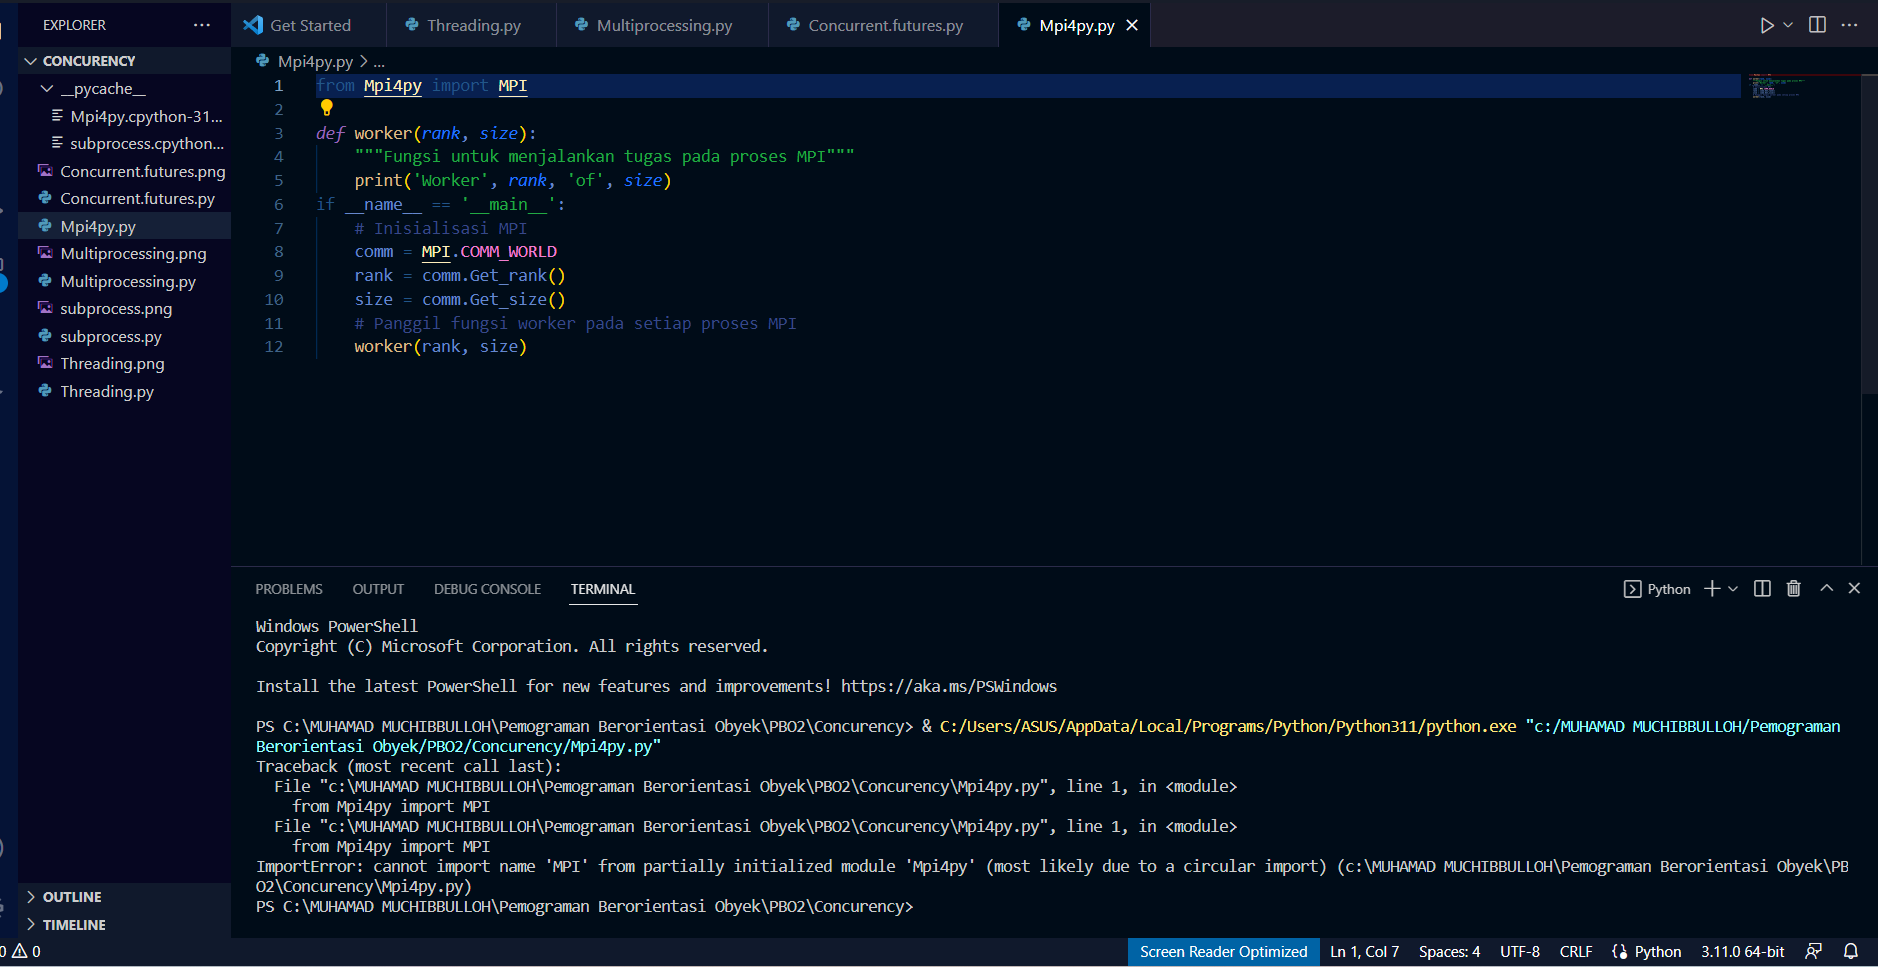 EXPLORER
Get Started
Threading.py
Multiprocessing.py
Concurrent.futures.py
Mpi4py.py
CONCURENCY
__pycache__
Mpi4py.cpython-31...
subprocess.cpython...
Concurrent.futures.png
Concurrent.futures.py
Mpi4py.py
Multiprocessing.png
Multiprocessing.py
subprocess.png
subprocess.py
Threading.png
Threading.py
OUTLINE
TIMELINE
Mpi4py.py > ...
1 from Mpi4py import MPI
2
3 def worker(rank, size):
4 """Fungsi untuk menjalankan tugas pada proses MPI"""
5 print('Worker', rank, 'of', size)
6 if __name__ == '__main__':
7 # Inisialisasi MPI
8 comm = MPI.COMM_WORLD
9 rank = comm.Get_rank()
10 size = comm.Get_size()
11 # Panggil fungsi worker pada setiap proses MPI
12 worker(rank, size)
PROBLEMS OUTPUT DEBUG CONSOLE TERMINAL
Python
Windows PowerShell
Copyright (C) Microsoft Corporation. All rights reserved.
Install the latest PowerShell for new features and improvements! https://aka.ms/PSWindows
PS C:\MUHAMAD MUCHIBBULLOH\Pemograman Berorientasi Obyek\PBO2\Concurency> & C:/Users/ASUS/AppData/Local/Programs/Python/Python311/python.exe "c:/MUHAMAD MUCHIBBULLOH/Pemograman
Berorientasi Obyek/PBO2/Concurency/Mpi4py.py"
Traceback (most recent call last):
File "c:\MUHAMAD MUCHIBBULLOH\Pemograman Berorientasi Obyek\PBO2\Concurency\Mpi4py.py", line 1, in <module>
from Mpi4py import MPI
File "c:\MUHAMAD MUCHIBBULLOH\Pemograman Berorientasi Obyek\PBO2\Concurency\Mpi4py.py", line 1, in <module>
from Mpi4py import MPI
ImportError: cannot import name 'MPI' from partially initialized module 'Mpi4py' (most likely due to a circular import) (c:\MUHAMAD MUCHIBBULLOH\Pemograman Berorientasi Obyek\PB
O2\Concurency\Mpi4py.py)
PS C:\MUHAMAD MUCHIBBULLOH\Pemograman Berorientasi Obyek\PBO2\Concurency>
0 0
Screen Reader Optimized Ln 1, Col 7 Spaces: 4 UTF-8 CRLF Python 3.11.0 64-bit